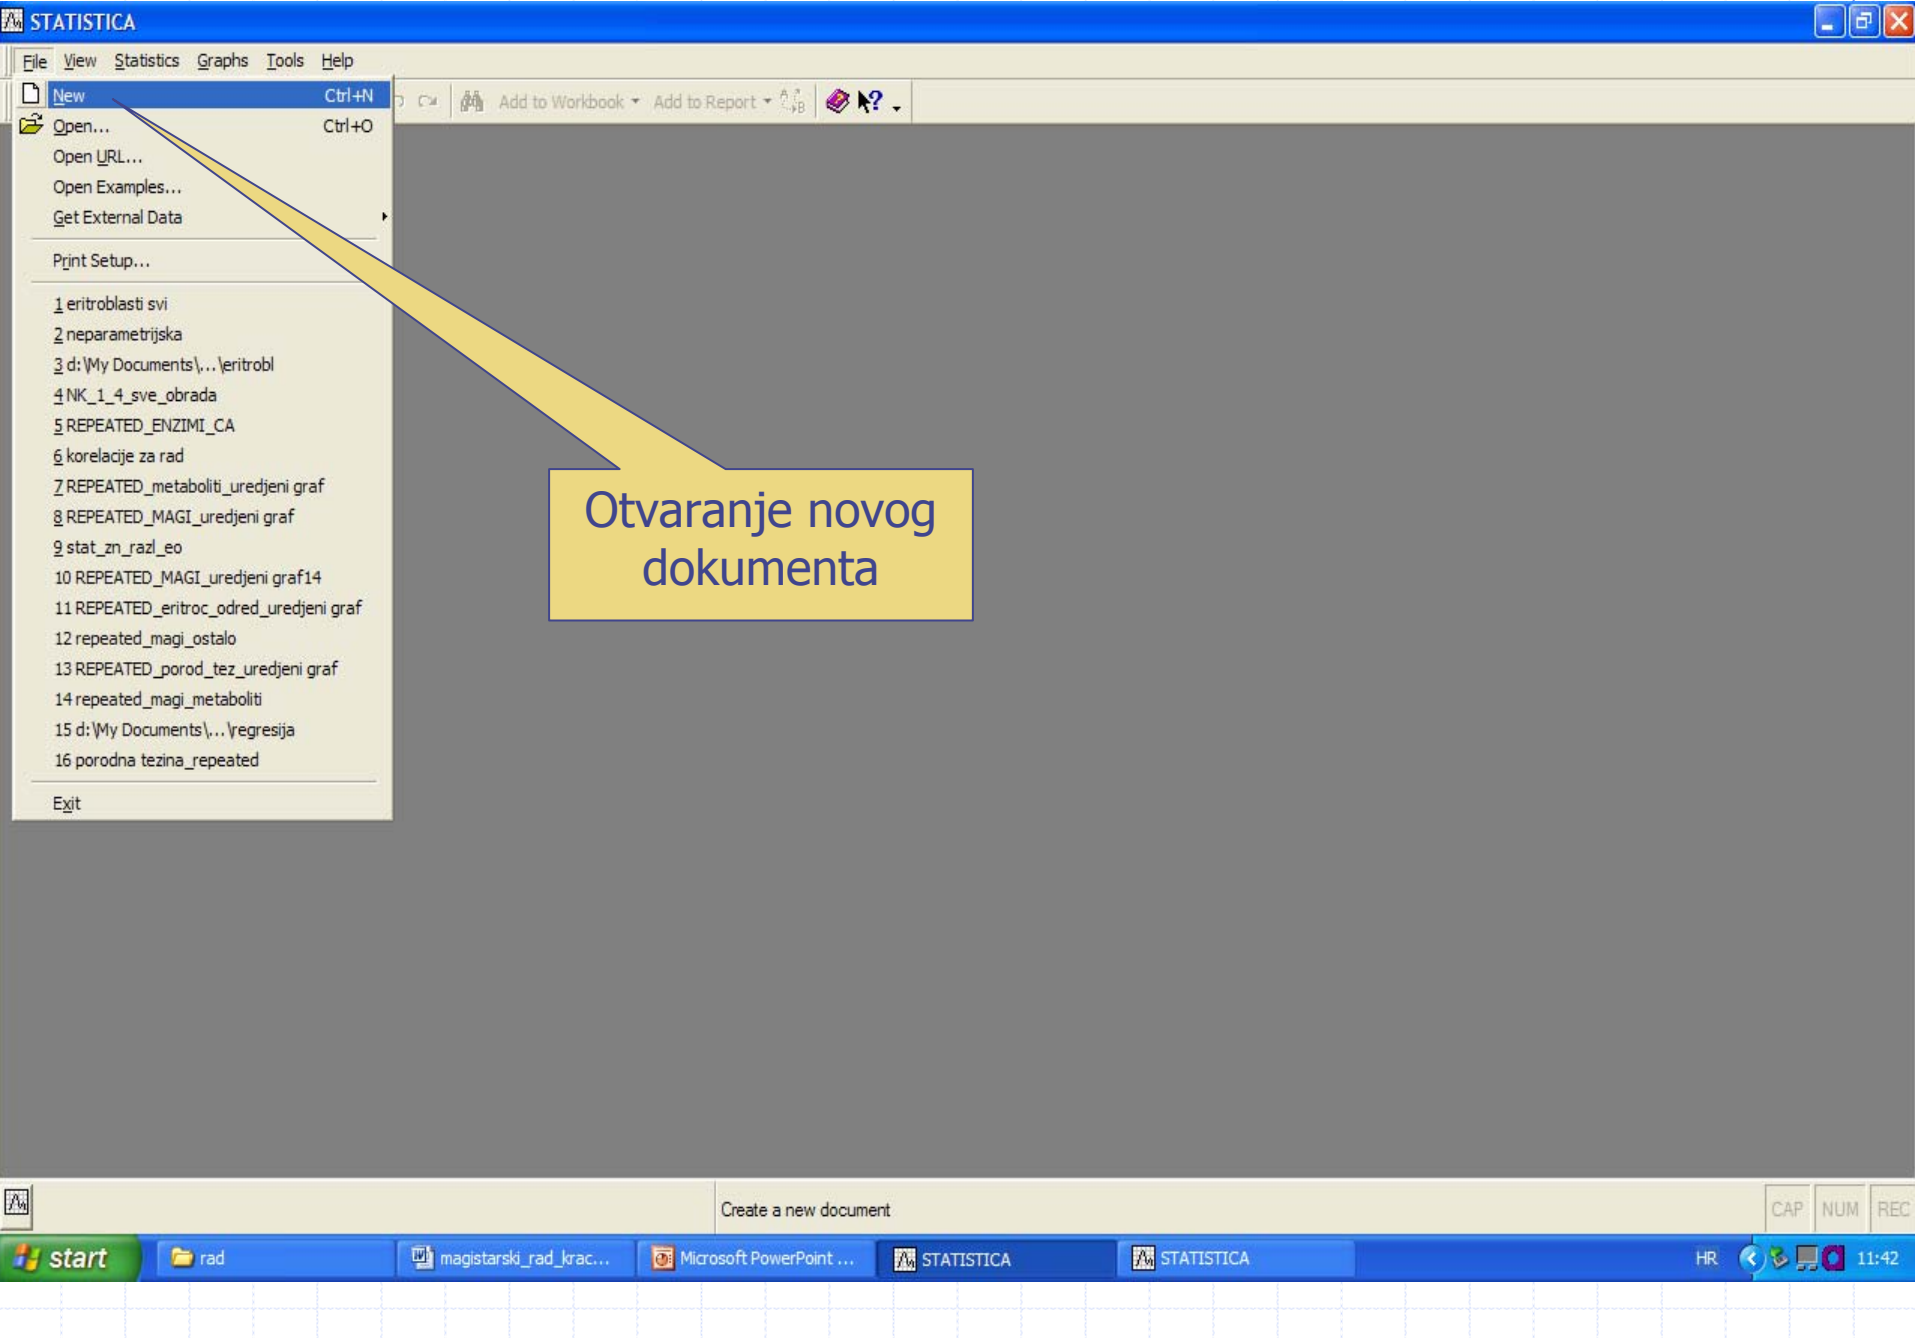 STATISTICA
File View Statistics Graphs Tools Help
New Ctrl+N
Add to Workbook Add to Report
Open... Ctrl+O
Open URL...
Open Examples...
Get External Data
Print Setup...
1 eritroblasti svi
2 neparametrijska
3 d:\My Documents\...\eritrobl
4 NK_1_4_sve_obrada
5 REPEATED_ENZIMI_CA
6 korelacije za rad
7 REPEATED_metaboliti_uredjeni graf
8 REPEATED_MAGI_uredjeni graf
9 stat_zn_razl_eo
10 REPEATED_MAGI_uredjeni graf14
11 REPEATED_eritroc_odred_uredjeni graf
12 repeated_magi_ostalo
13 REPEATED_porod_tez_uredjeni graf
14 repeated_magi_metaboliti
15 d:\My Documents\...\regresija
16 porodna tezina_repeated
Exit
Otvaranje novog
dokumenta
Create a new document
CAP NUM REC
start rad magistarski_rad_krac... Microsoft PowerPoint ... STATISTICA STATISTICA HR 11:42